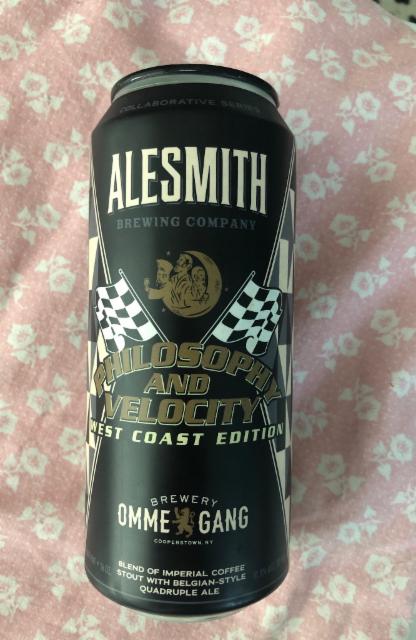 COLLABORATIVE SERIES
ALESMITH
BREWING COMPANY
PHILOSOPHY
AND
VELOCITY
WEST COAST EDITION
BREWERY
OMMEGANG
COOPERSTOWN, NY
BLEND OF IMPERIAL COFFEE
STOUT WITH BELGIAN-STYLE
QUADRUPLE ALE